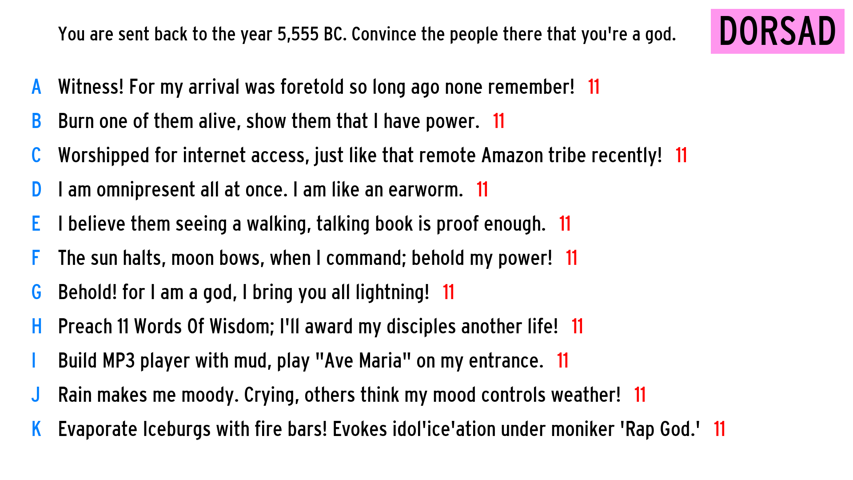 You are sent back to the year 5,555 BC. Convince the people there that you're a god.
DORSAD
A Witness! For my arrival was foretold so long ago none remember! 11
B Burn one of them alive, show them that I have power. 11
C Worshipped for internet access, just like that remote Amazon tribe recently! 11
D I am omnipresent all at once. I am like an earworm. 11
E I believe them seeing a walking, talking book is proof enough. 11
F The sun halts, moon bows, when I command; behold my power! 11
G Behold! for I am a god, I bring you all lightning! 11
H Preach 11 Words Of Wisdom; I'll award my disciples another life! 11
I Build MP3 player with mud, play "Ave Maria" on my entrance. 11
J Rain makes me moody. Crying, others think my mood controls weather! 11
K Evaporate Iceburgs with fire bars! Evokes idol'ice'ation under moniker 'Rap God.' 11